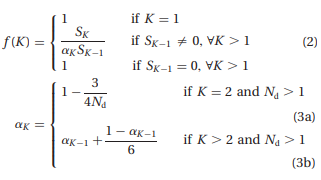 f(K) = { 1 if K = 1
S_K / (α_K S_{K−1}) if S_{K−1} ≠ 0, ∀K > 1 (2)
1 if S_{K−1} = 0, ∀K > 1
α_K = { 1 − 3 / (4N_d) if K = 2 and N_d > 1
(3a)
α_{K−1} + (1 − α_{K−1}) / 6 if K > 2 and N_d > 1
(3b)